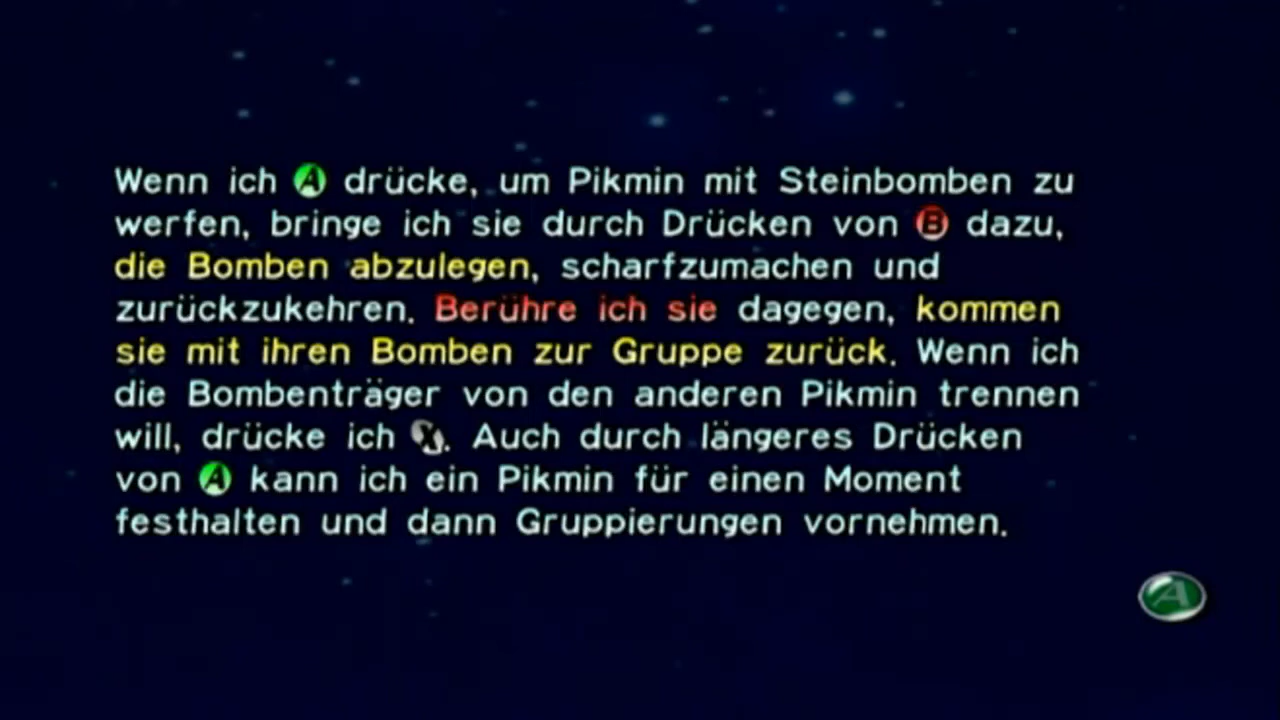 Wenn ich A drücke, um Pikmin mit Steinbomben zu
werfen, bringe ich sie durch Drücken von B dazu,
die Bomben abzulegen, scharfzumachen und
zurückzukehren. Berühre ich sie dagegen, kommen
sie mit ihren Bomben zur Gruppe zurück. Wenn ich
die Bombenträger von den anderen Pikmin trennen
will, drücke ich X. Auch durch längeres Drücken
von A kann ich ein Pikmin für einen Moment
festhalten und dann Gruppierungen vornehmen.
A